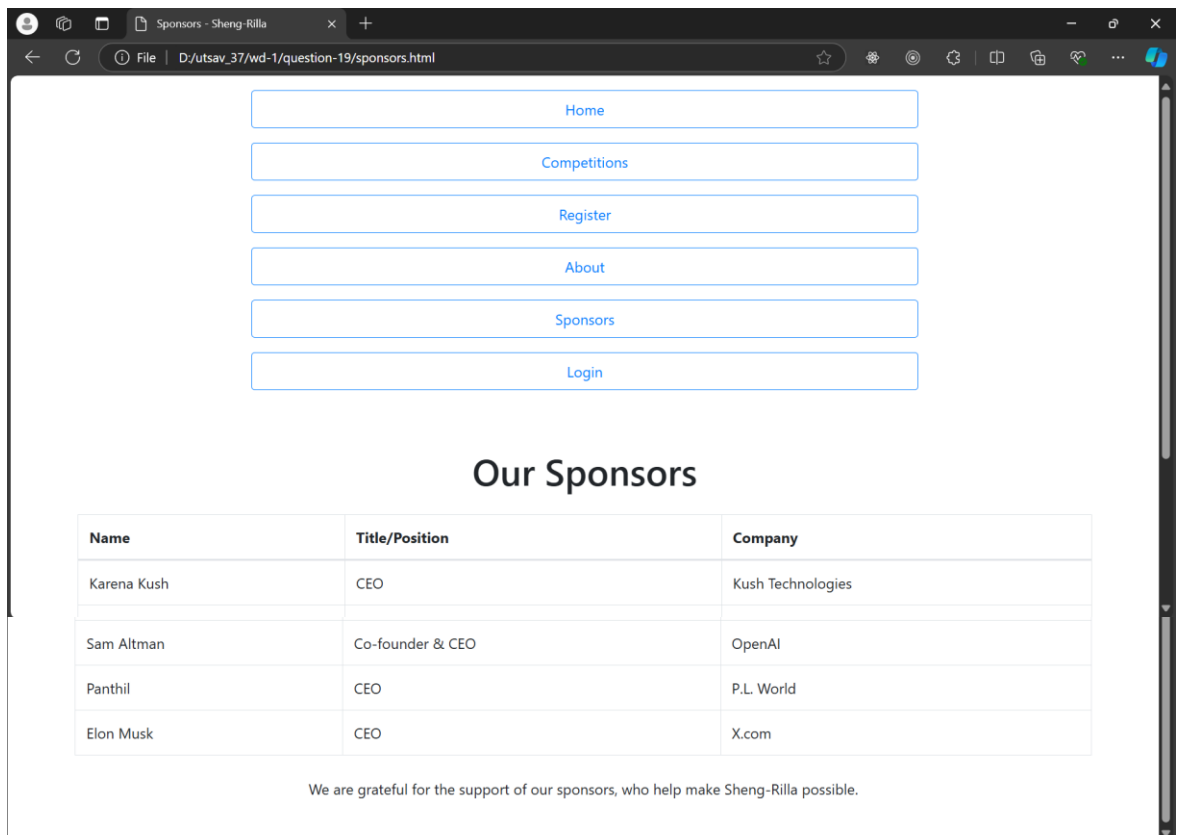 Sponsors - Sheng-Rilla
File | D:/utsav_37/wd-1/question-19/sponsors.html
Home
Competitions
Register
About
Sponsors
Login
Our Sponsors
Name Title/Position Company
Karena Kush CEO Kush Technologies
Sam Altman Co-founder & CEO OpenAI
Panthil CEO P.L. World
Elon Musk CEO X.com
We are grateful for the support of our sponsors, who help make Sheng-Rilla possible.